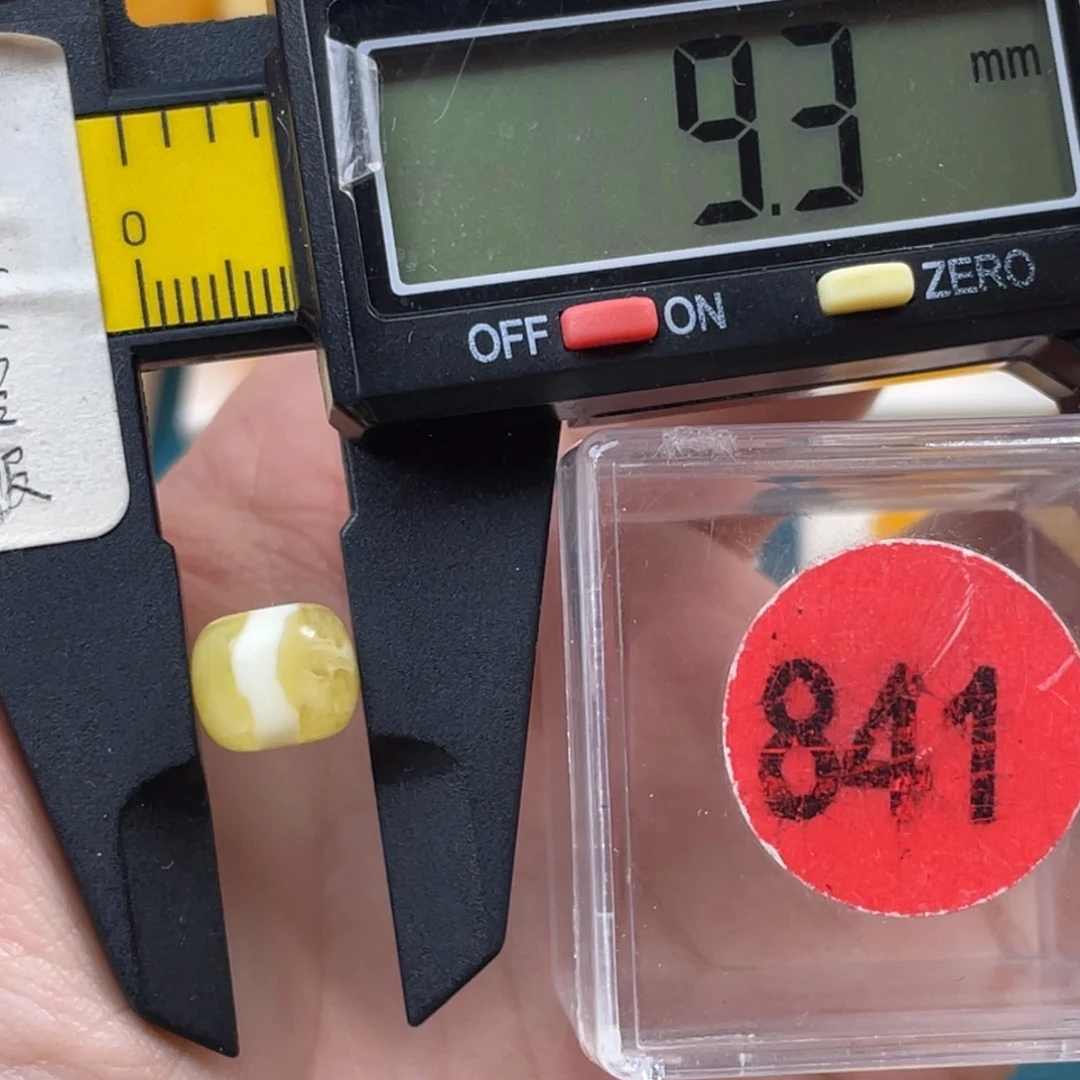 9.3 mm
0
OFF ON ZERO
841